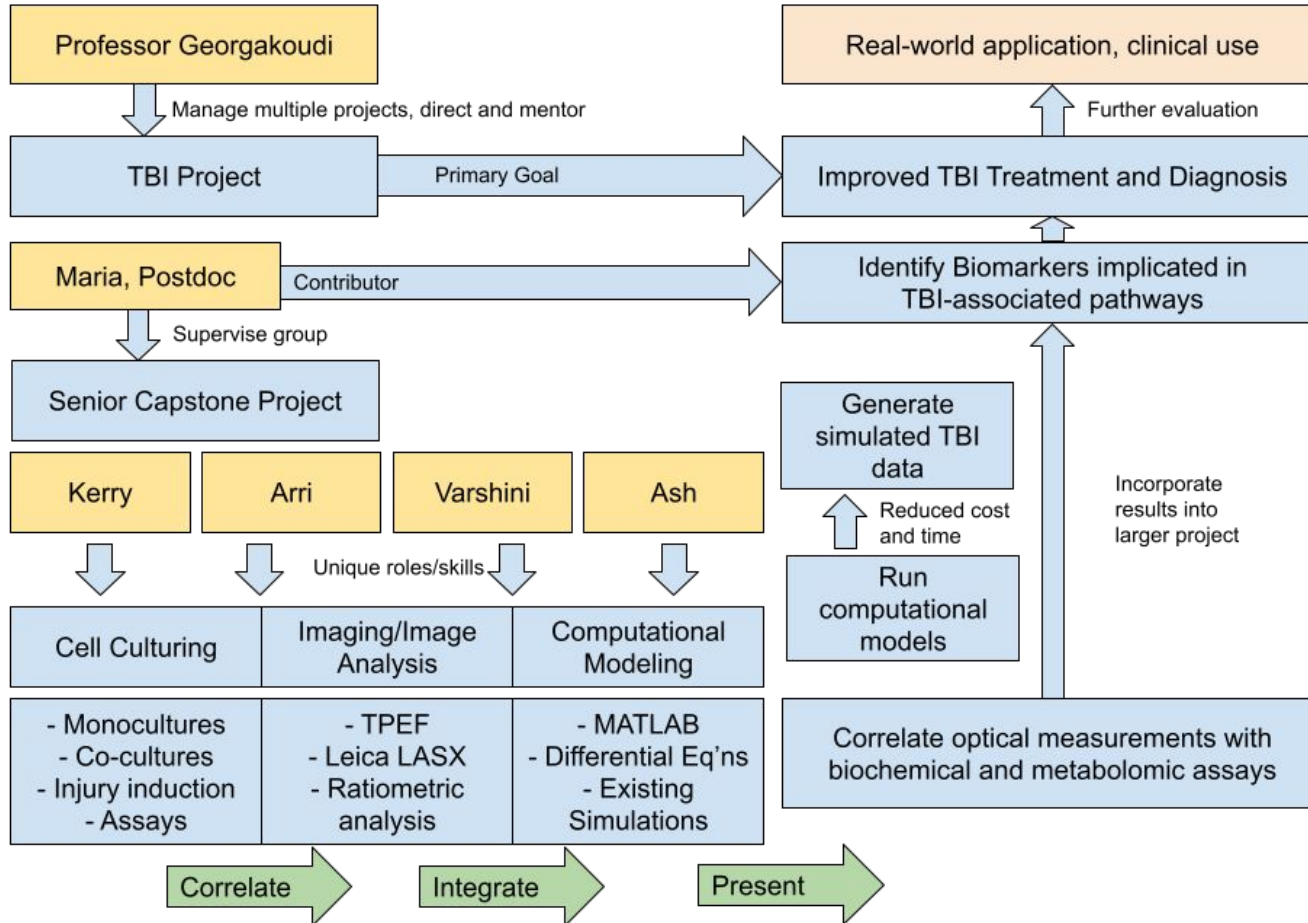 Professor Georgakoudi
Real-world application, clinical use
Manage multiple projects, direct and mentor
Further evaluation
TBI Project
Primary Goal
Improved TBI Treatment and Diagnosis
Maria, Postdoc
Contributor
Identify Biomarkers implicated in
TBI-associated pathways
Supervise group
Senior Capstone Project
Generate
simulated TBI
data
Kerry
Arri
Varshini
Ash
Reduced cost
and time
Incorporate
results into
larger project
Unique roles/skills
Run
computational
models
Cell Culturing
Imaging/Image
Analysis
Computational
Modeling
- Monocultures
- Co-cultures
- Injury induction
- Assays
- TPEF
- Leica LASX
- Ratiometric
analysis
- MATLAB
- Differential Eq’ns
- Existing
Simulations
Correlate optical measurements with
biochemical and metabolomic assays
Correlate
Integrate
Present